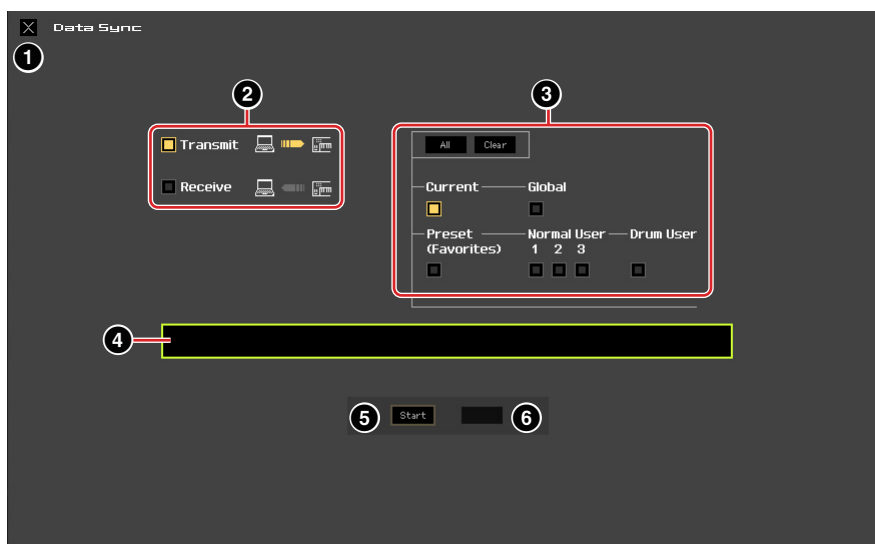 X Data Sync
1
2
3
Transmit
Receive
All Clear
Current Global
Preset Normal User Drum User
(Favorites) 1 2 3
4
5 Start 6